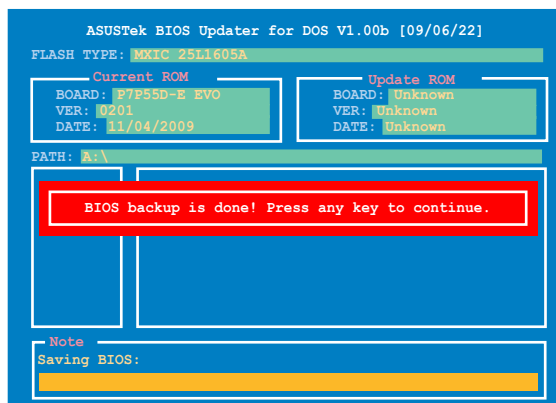 ASUSTek BIOS Updater for DOS V1.00b [09/06/22]
FLASH TYPE: MXIC 25L1605A
Current ROM
BOARD: P7P55D-E EVO
VER: 0201
DATE: 11/04/2009
Update ROM
BOARD: Unknown
VER: Unknown
DATE: Unknown
PATH: A:\
BIOS backup is done! Press any key to continue.
Note
Saving BIOS: